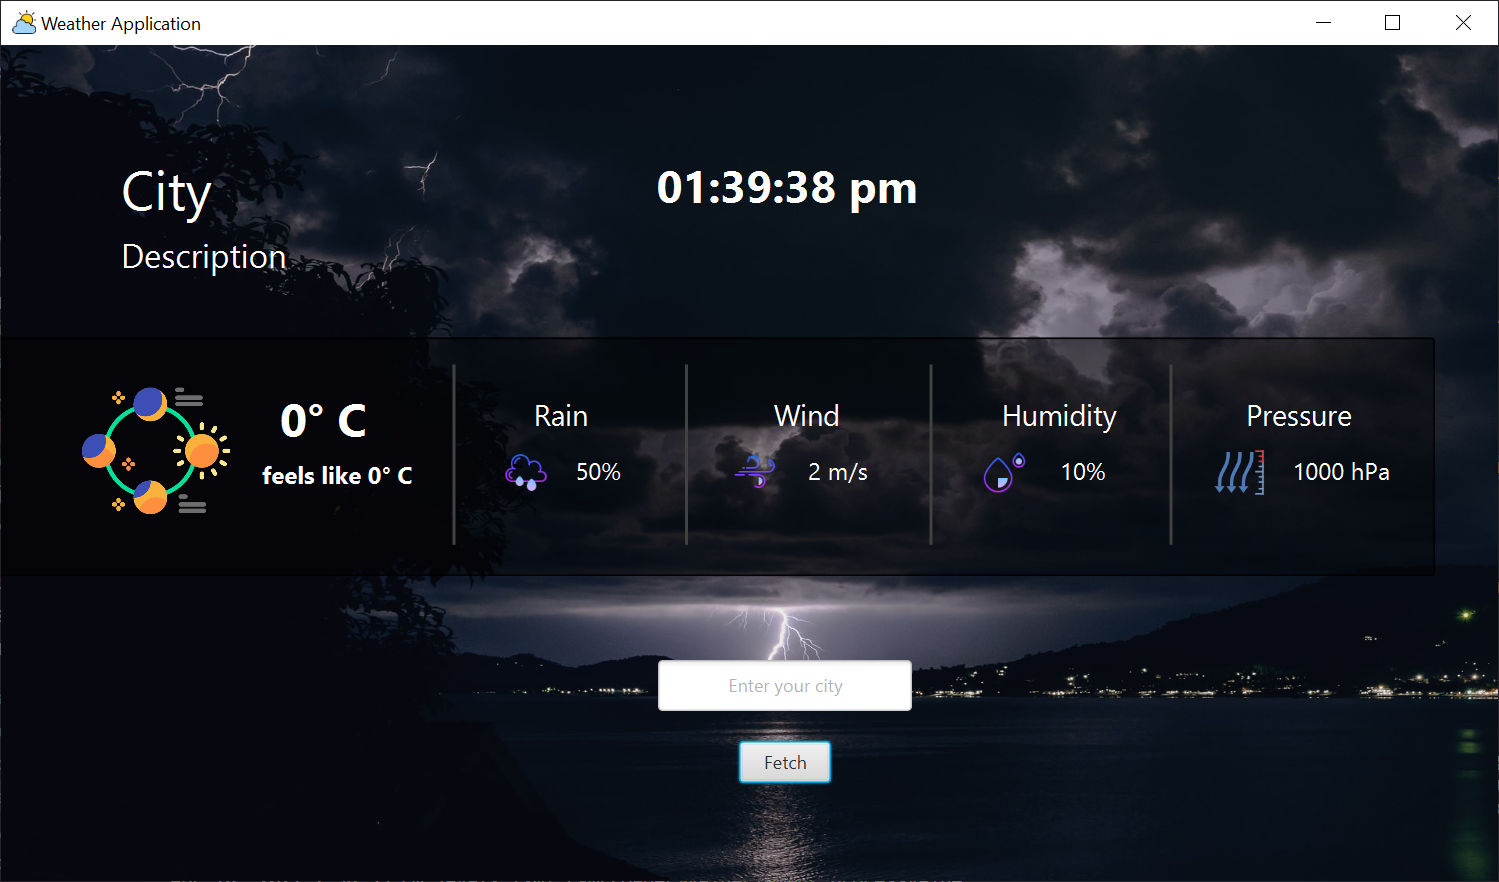 Weather Application
City
01:39:38 pm
Description
0° C
feels like 0° C
Rain
50%
Wind
2 m/s
Humidity
10%
Pressure
1000 hPa
Enter your city
Fetch